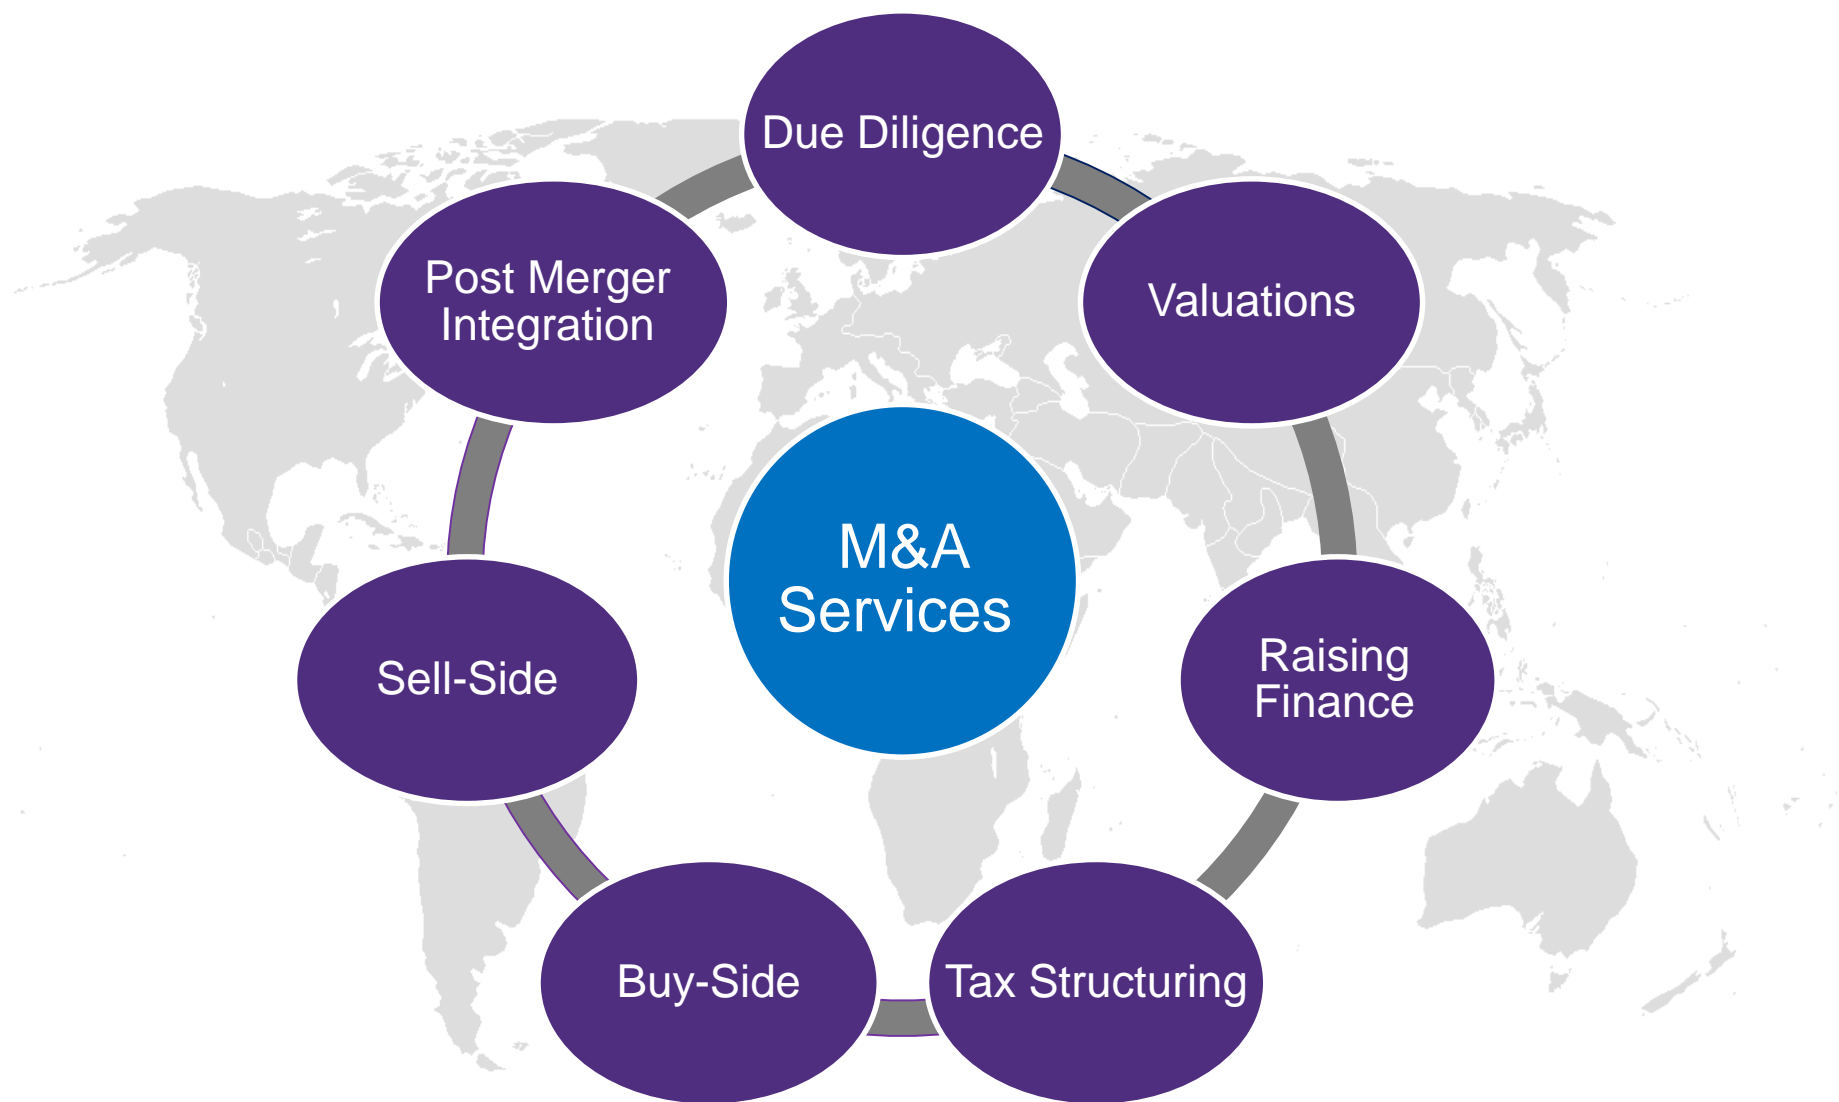 Due Diligence
Post Merger
Integration
Valuations
M&A
Services
Sell-Side
Raising
Finance
Buy-Side
Tax Structuring